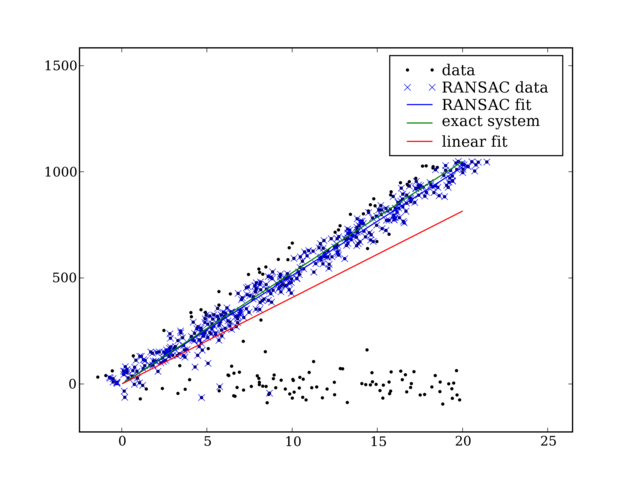 1500
data
RANSAC data
RANSAC fit
exact system
linear fit
1000
500
0
0 5 10 15 20 25